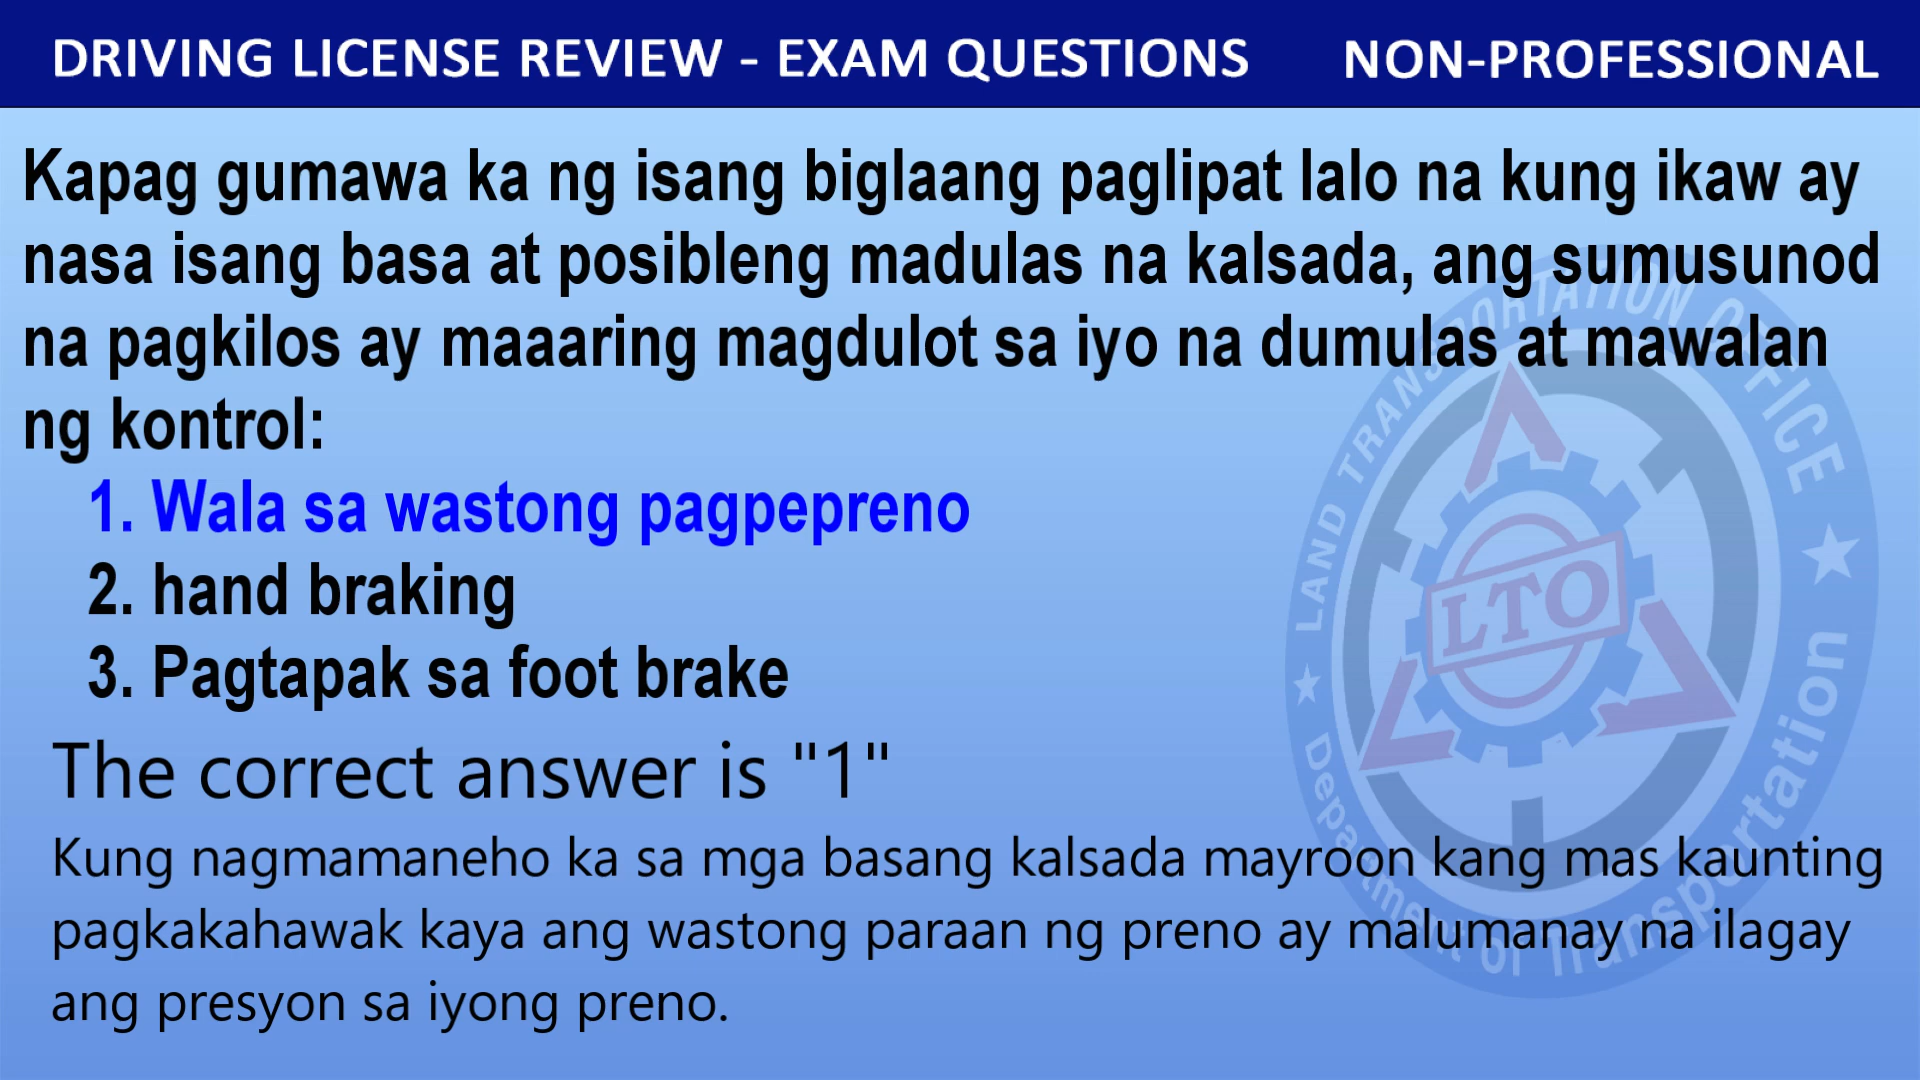 DRIVING LICENSE REVIEW - EXAM QUESTIONS NON-PROFESSIONAL
Kapag gumawa ka ng isang biglaang paglipat lalo na kung ikaw ay
nasa isang basa at posibleng madulas na kalsada, ang sumusunod
na pagkilos ay maaaring magdulot sa iyo na dumulas at mawalan
ng kontrol:
1. Wala sa wastong pagpepreno
2. hand braking
3. Pagtapak sa foot brake
The correct answer is "1"
Kung nagmamaneho ka sa mga basang kalsada mayroon kang mas kaunting
pagkakahawak kaya ang wastong paraan ng preno ay malumanay na ilagay
ang presyon sa iyong preno.
LAND TRANSPORTATION OFFICE
LTO
Department of Transportation